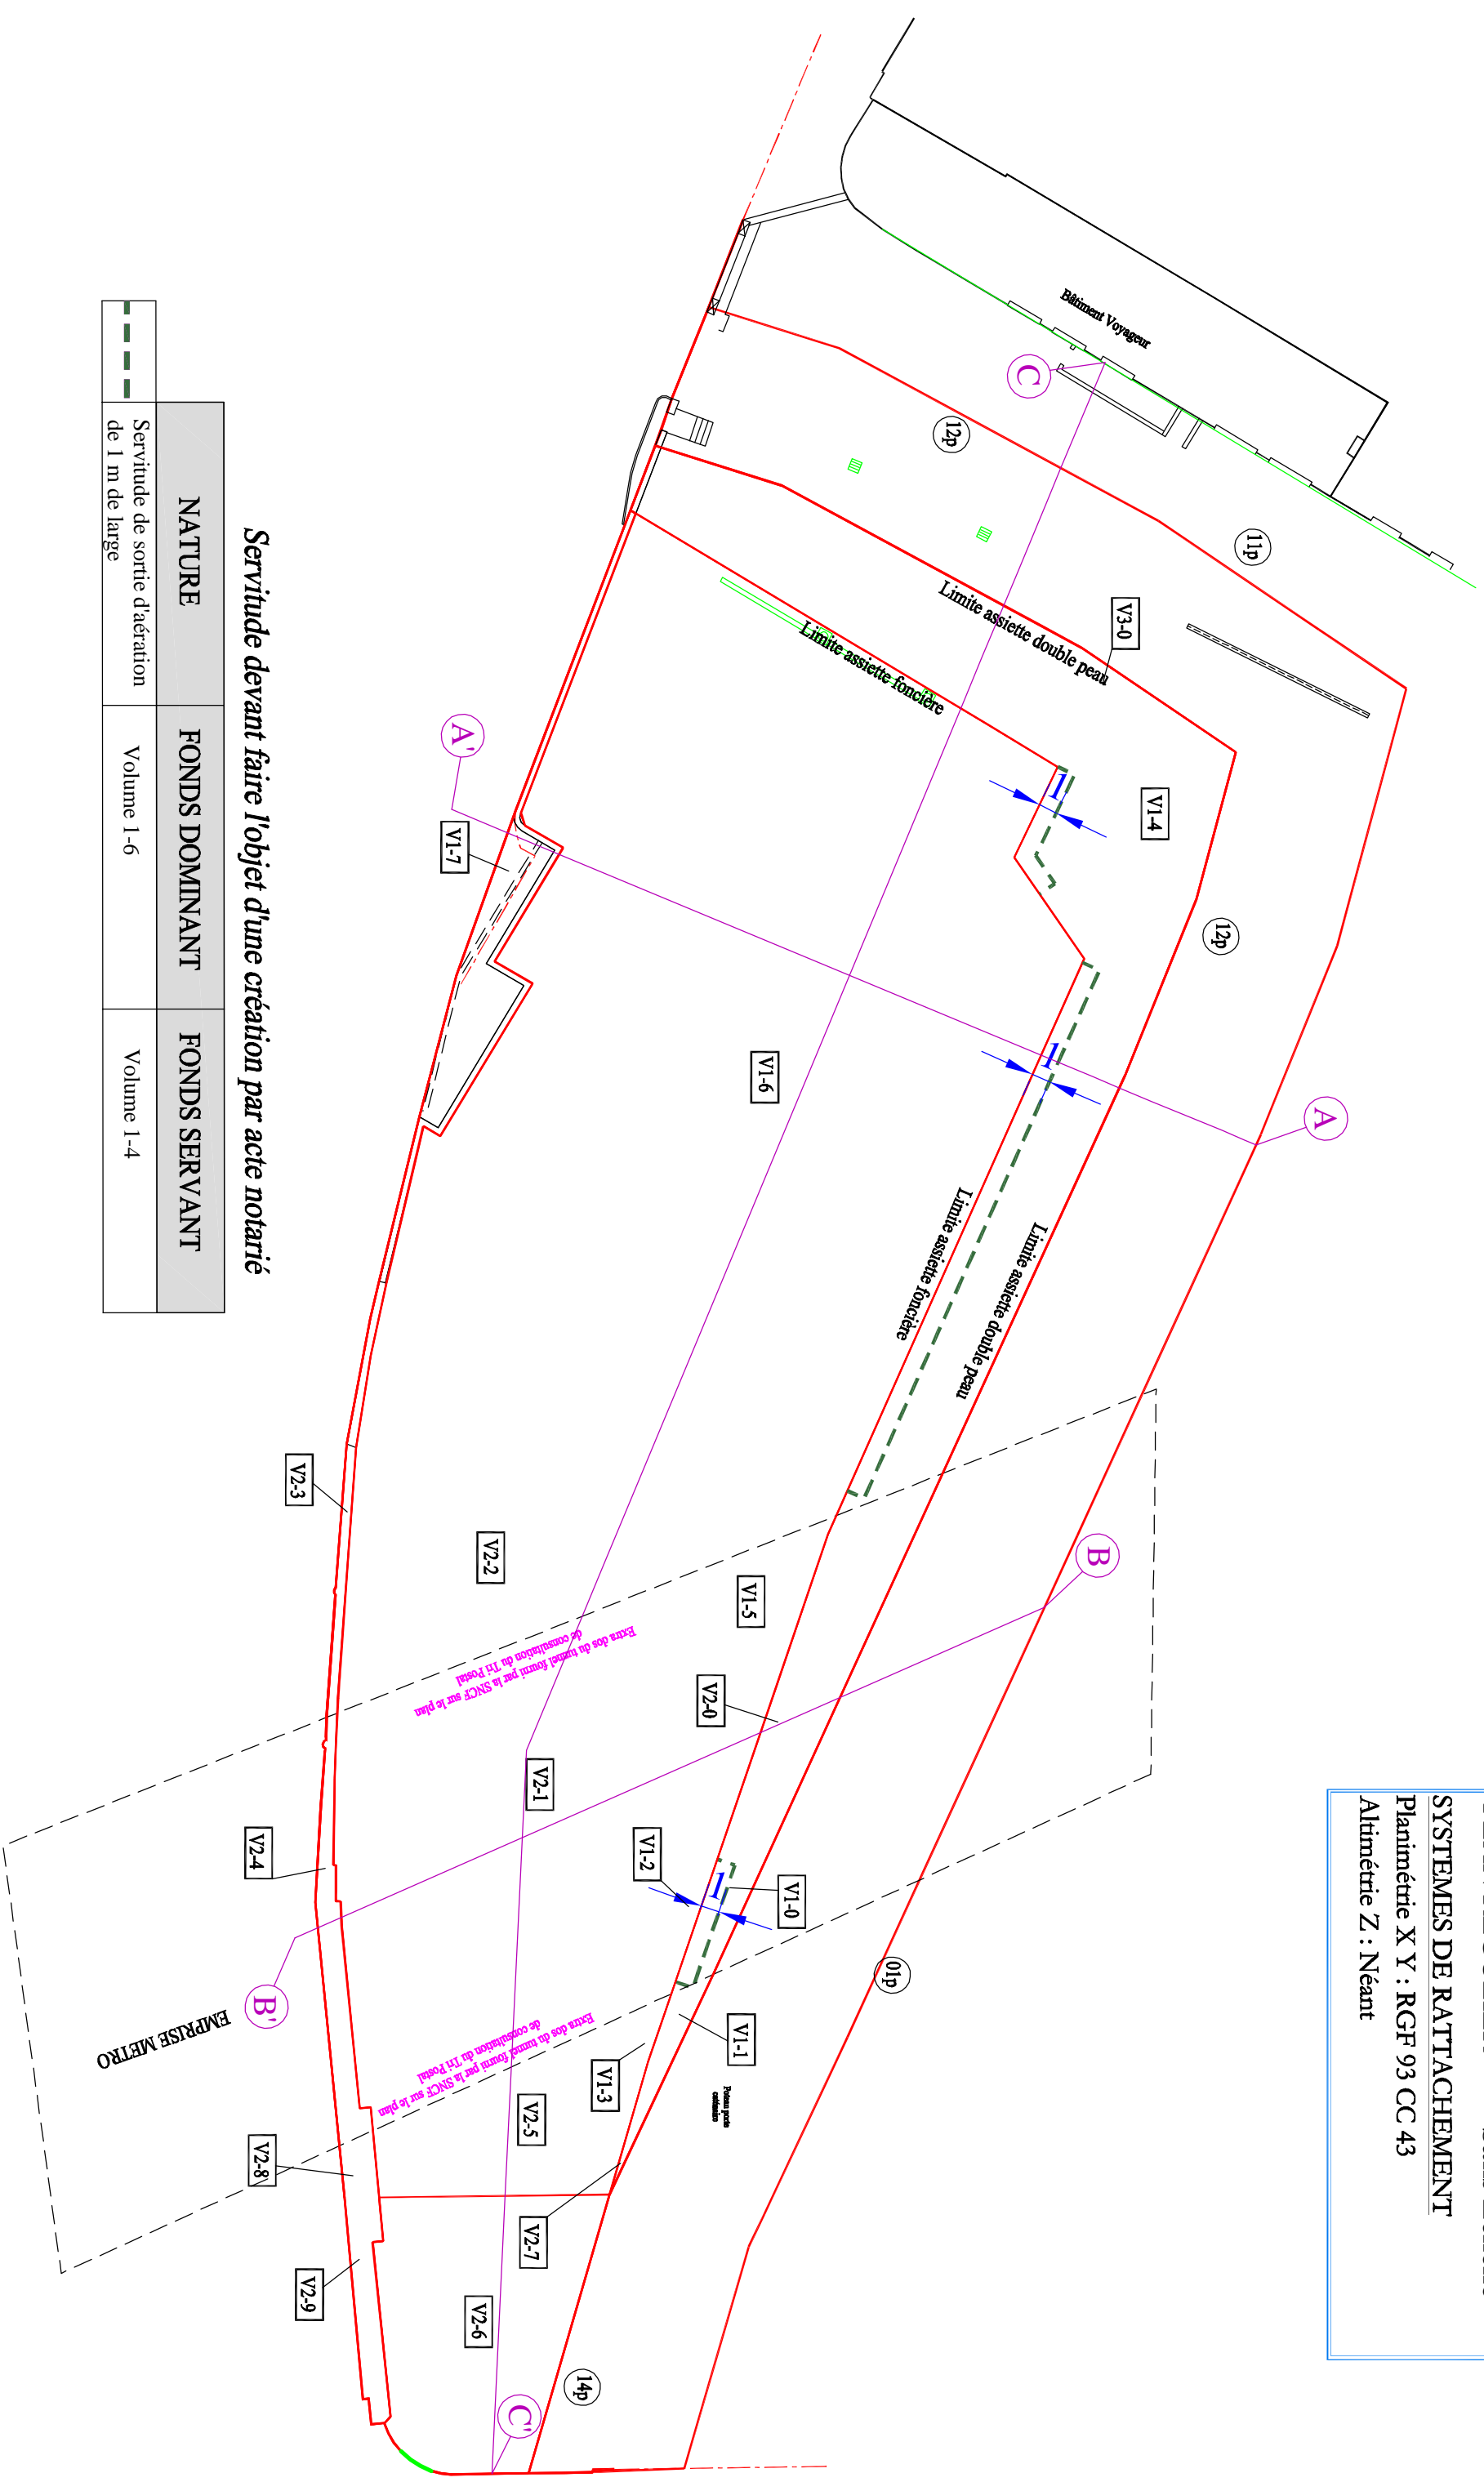 SYSTEMES DE RATTACHEMENT
Planimétrie X Y : RGF 93 CC 43
Altimétrie Z : Néant
Bâtiment Voyageur
C
12p
11p
V3-0
Limite assiette double peau
Limite assiette foncière
A'
V1-7
1
V1-4
12p
V1-6
1
A
Limite assiette foncière
Limite assiette double peau
V2-3
V2-2
V1-5
B
Extra dos du tunnel fourni par la SNCF sur le plan
de consultation du Tri Postal
V2-0
V2-1
V2-4
V1-2
1
V1-0
01p
B'
EMPRISE METRO
Extra dos du tunnel fourni par la SNCF sur le plan
de consultation du Tri Postal
V1-1
V1-3
Poteau porte
caténaire
V2-5
V2-8
V2-7
V2-9
V2-6
14p
C'
Servitude devant faire l'objet d'une création par acte notarié
NATURE
FONDS DOMINANT
FONDS SERVANT
Servitude de sortie d'aération
de 1 m de large
Volume 1-6
Volume 1-4